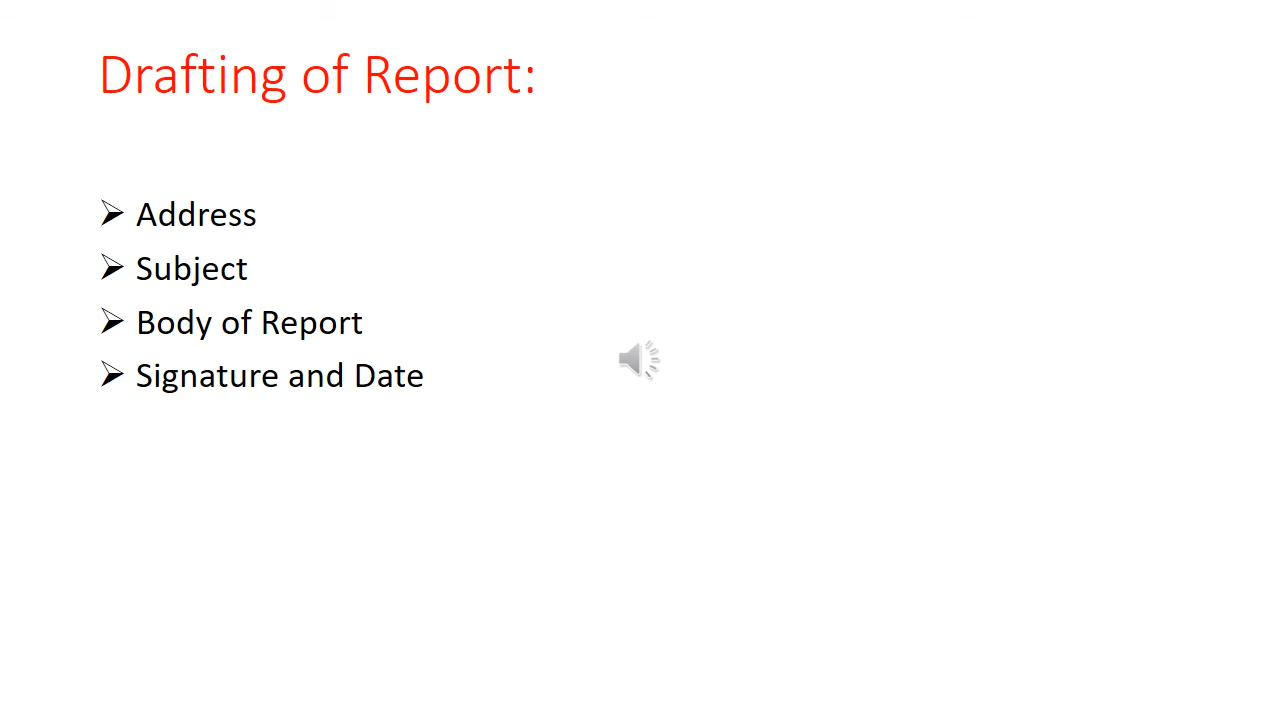 Drafting of Report:
➢ Address
➢ Subject
➢ Body of Report
➢ Signature and Date